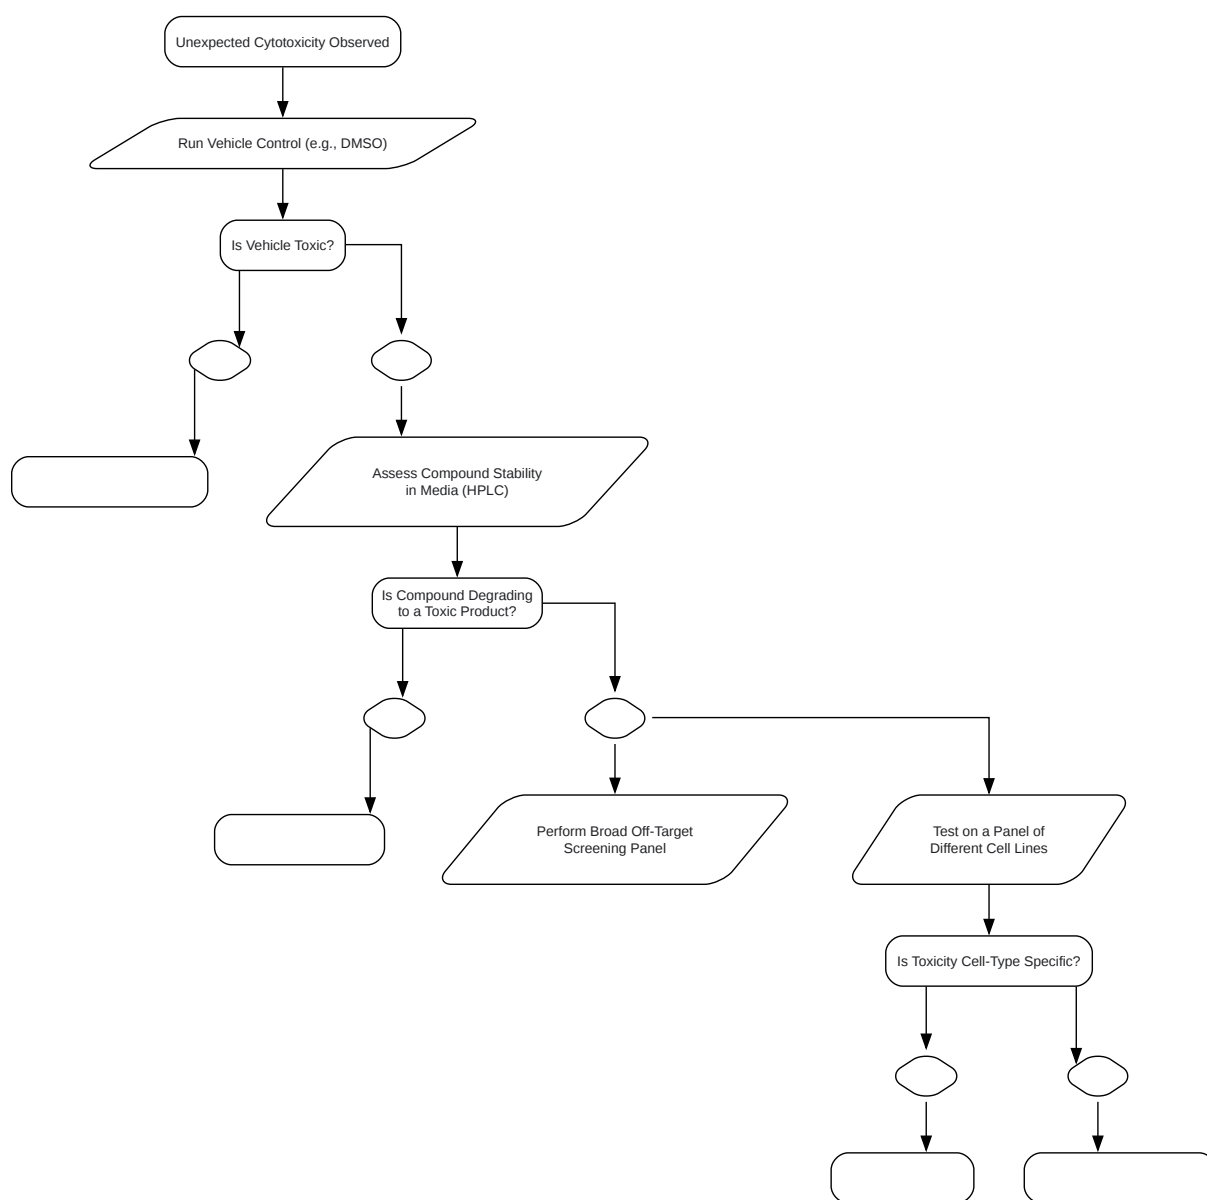 Unexpected Cytotoxicity Observed
Run Vehicle Control (e.g., DMSO)
Is Vehicle Toxic?
Assess Compound Stability
in Media (HPLC)
Is Compound Degrading
to a Toxic Product?
Perform Broad Off-Target
Screening Panel
Test on a Panel of
Different Cell Lines
Is Toxicity Cell-Type Specific?